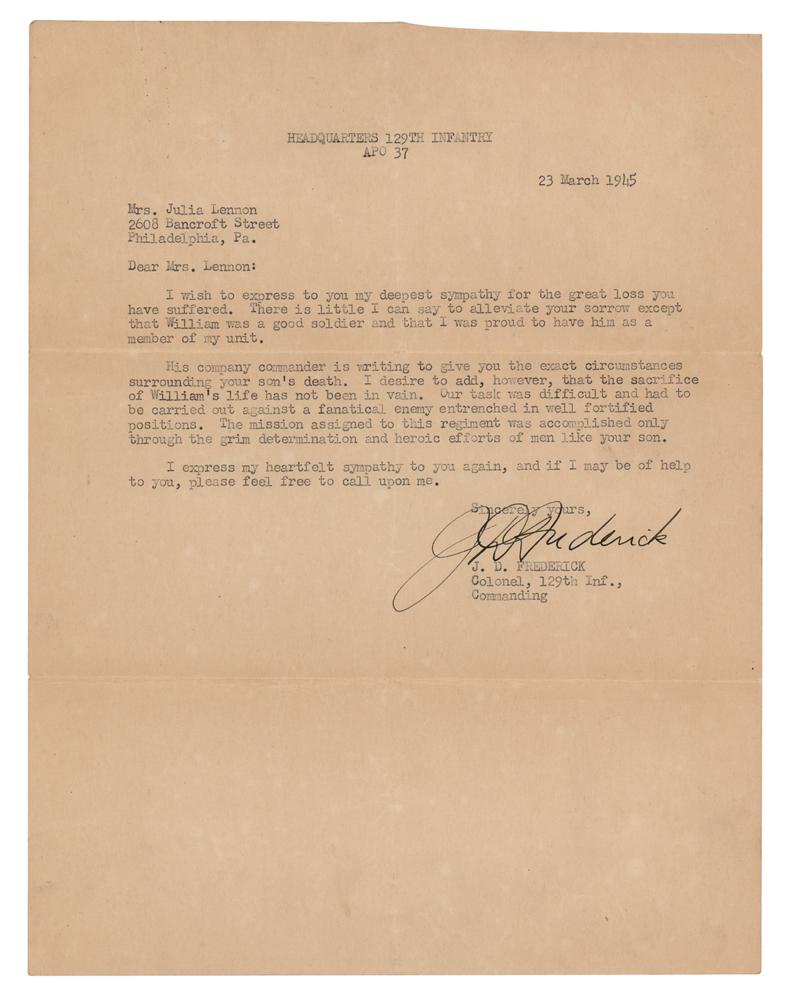 HEADQUARTERS 129TH INFANTRY
APO 37
23 March 1945
Mrs. Julia Lennon
2608 Bancroft Street
Philadelphia, Pa.
Dear Mrs. Lennon:
I wish to express to you my deepest sympathy for the great loss you
have suffered. There is little I can say to alleviate your sorrow except
that William was a good soldier and that I was proud to have him as a
member of my unit.
His company commander is writing to give you the exact circumstances
surrounding your son's death. I desire to add, however, that the sacrifice
of William's life has not been in vain. Our task was difficult and had to
be carried out against a fanatical enemy entrenched in well fortified
positions. The mission assigned to this regiment was accomplished only
through the grim determination and heroic efforts of men like your son.
I express my heartfelt sympathy to you again, and if I may be of help
to you, please feel free to call upon me.
Sincerely yours,
J D Frederick
J. D. FREDERICK
Colonel, 129th Inf.,
Commanding